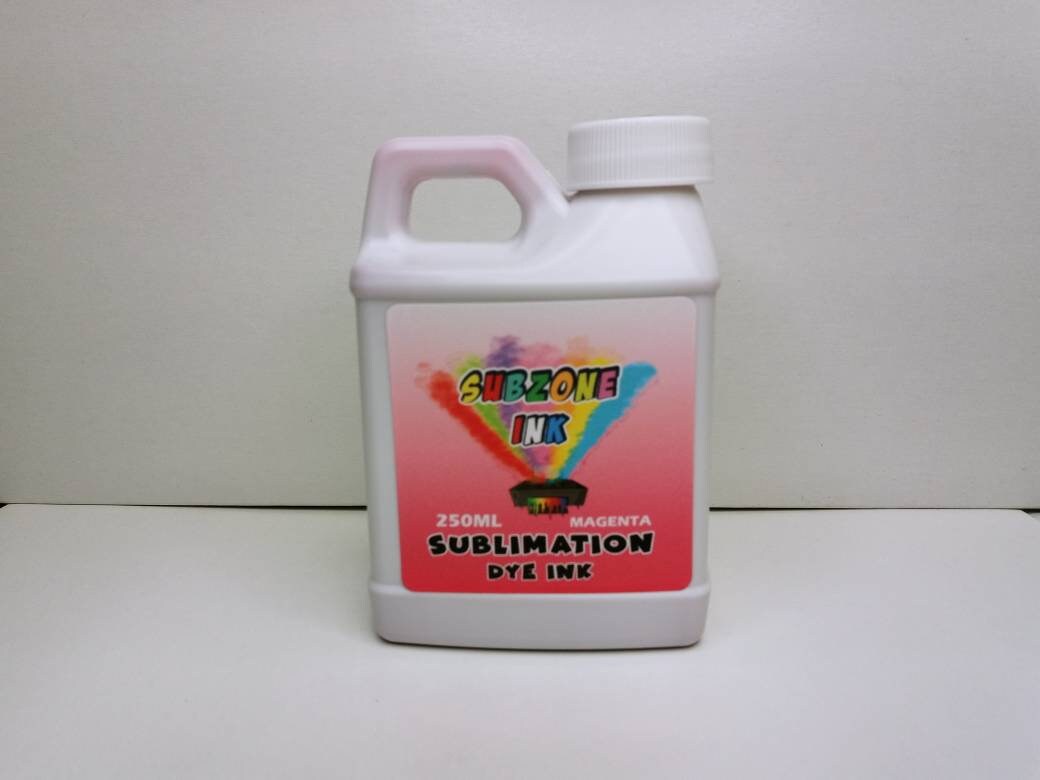 SUBZONE
INK
250ML MAGENTA
SUBLIMATION
DYE INK